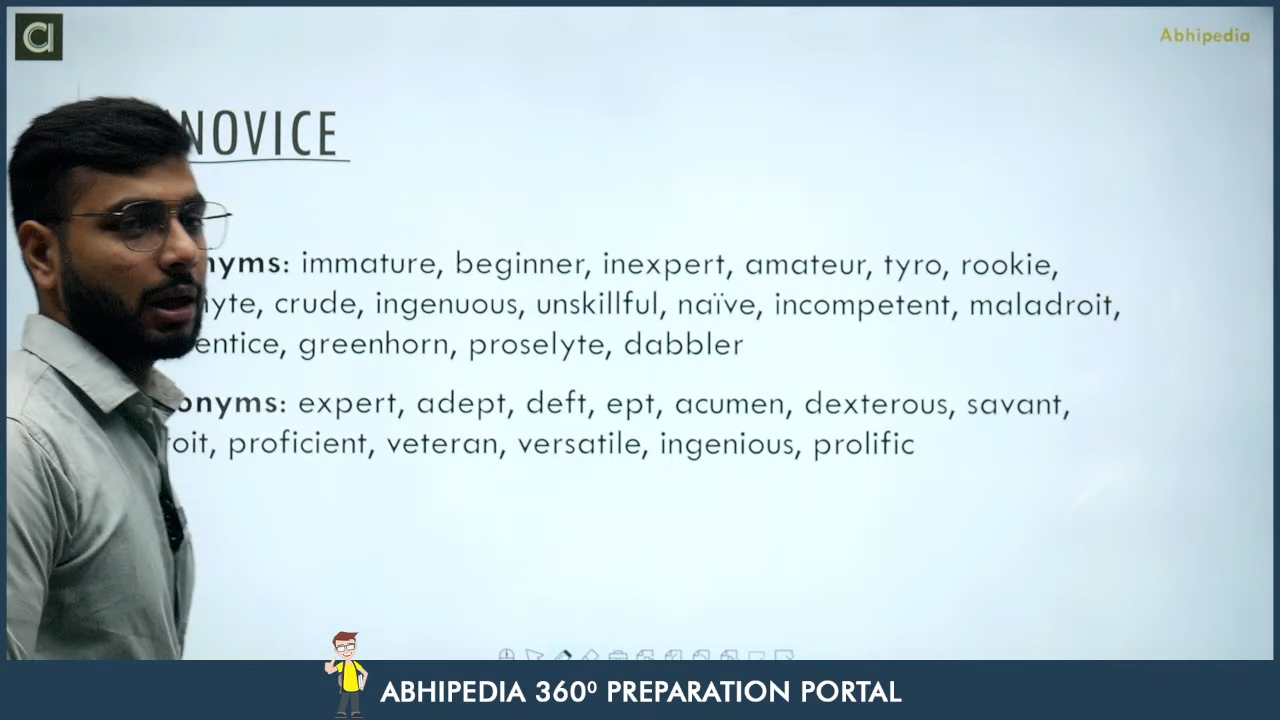 Abhipedia
NOVICE
nyms: immature, beginner, inexpert, amateur, tyro, rookie,
hyte, crude, ingenuous, unskillful, naïve, incompetent, maladroit,
entice, greenhorn, proselyte, dabbler
onyms: expert, adept, deft, ept, acumen, dexterous, savant,
oit, proficient, veteran, versatile, ingenious, prolific
ABHIPEDIA 360⁰ PREPARATION PORTAL